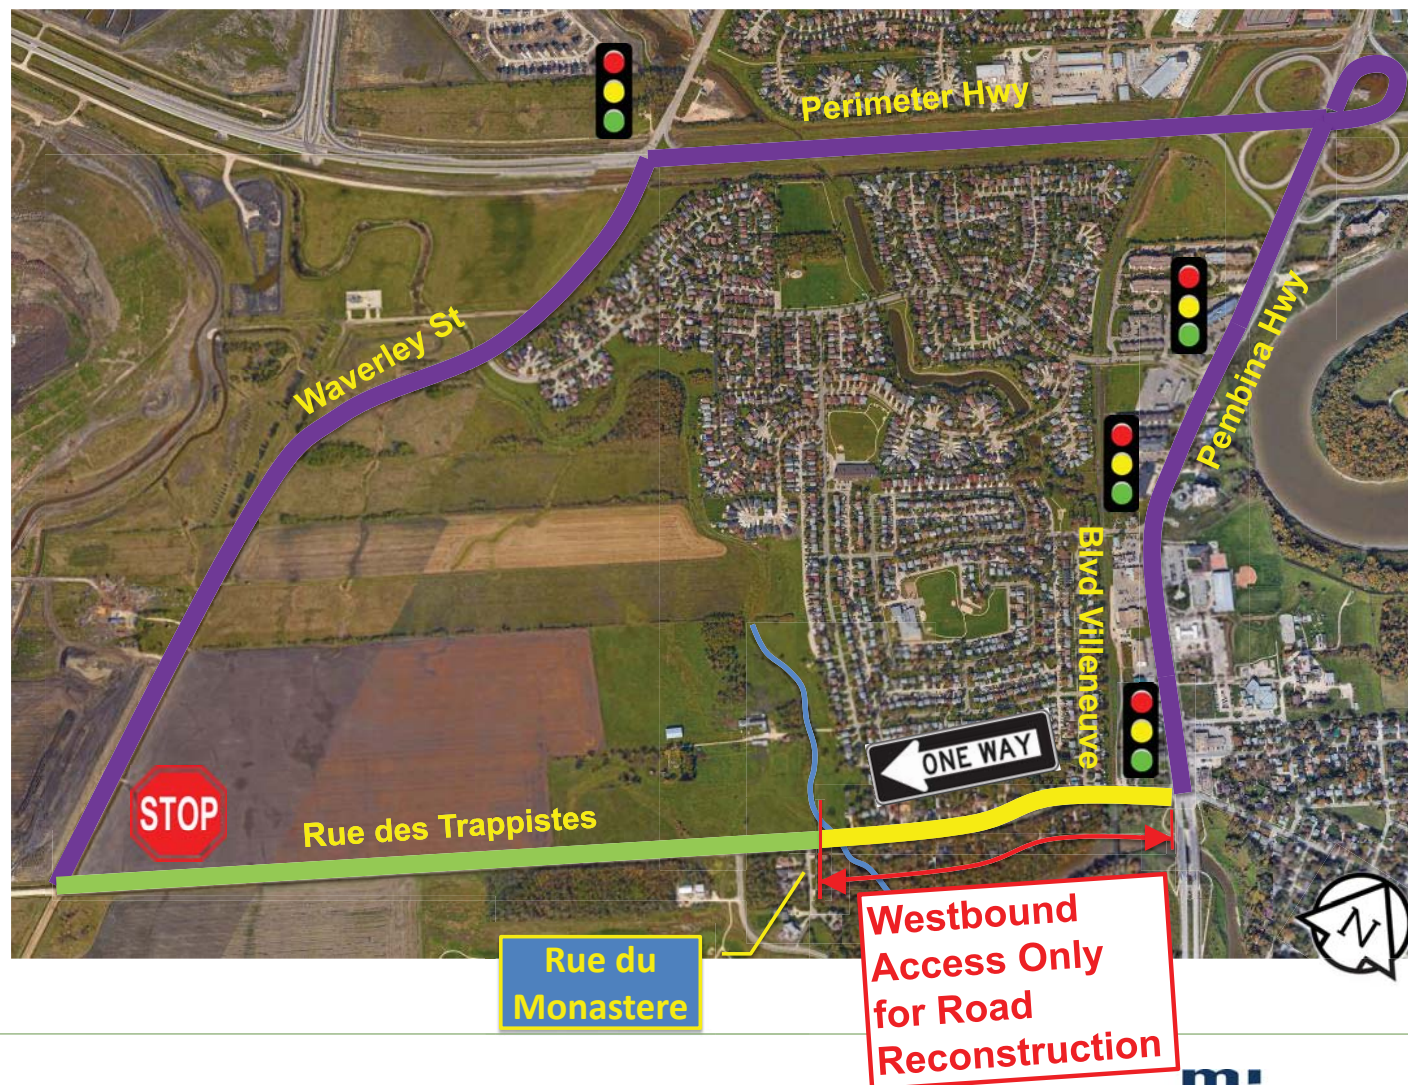 Perimeter Hwy
Waverley St
Pembina Hwy
Blvd Villeneuve
ONE WAY
STOP
Rue des Trappistes
Westbound
Access Only
for Road
Reconstruction
Rue du
Monastere
N